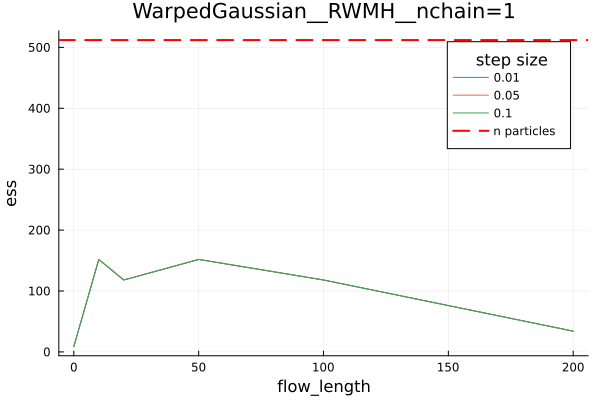 WarpedGaussian__RWMH__nchain=1
500
400
300
200
100
0
ess
step size
0.01
0.05
0.1
n particles
0 50 100 150 200
flow_length